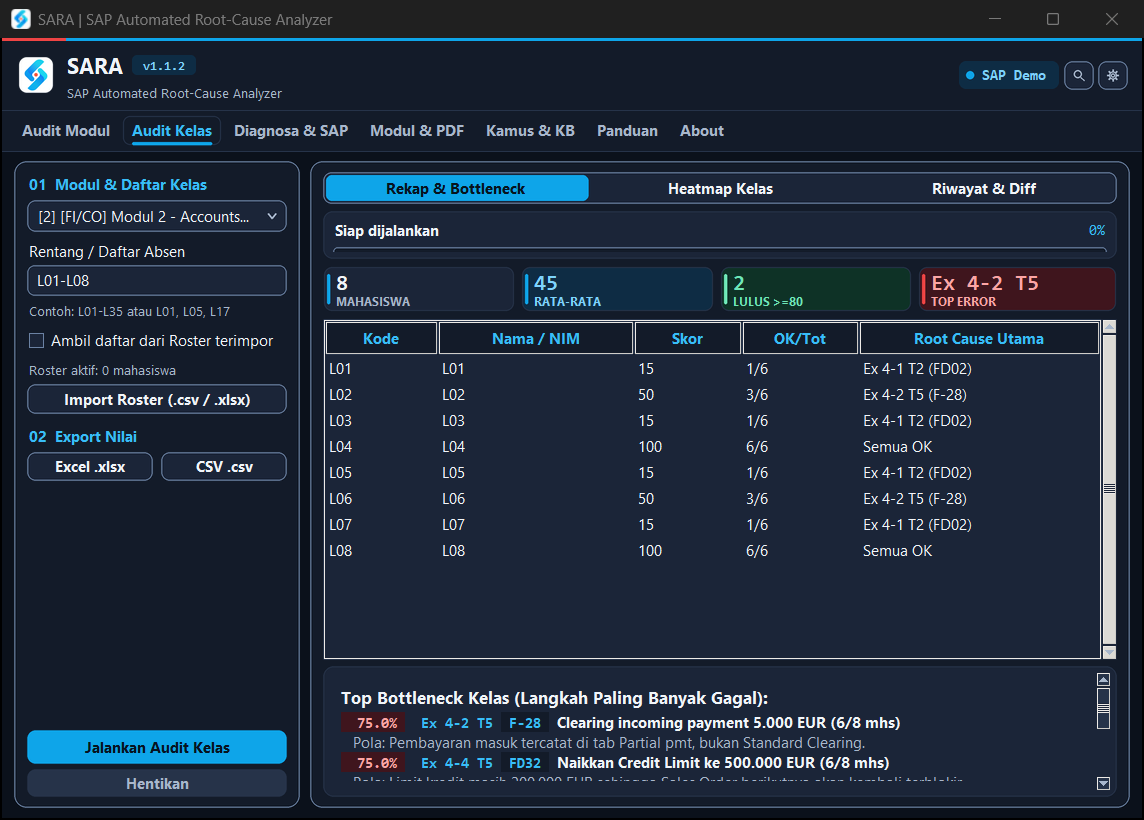 SARA | SAP Automated Root-Cause Analyzer
SARA v1.1.2
SAP Automated Root-Cause Analyzer
SAP Demo
Audit Modul Audit Kelas Diagnosa & SAP Modul & PDF Kamus & KB Panduan About
01 Modul & Daftar Kelas
[2] [FI/CO] Modul 2 - Accounts...
Rentang / Daftar Absen
L01-L08
Contoh: L01-L35 atau L01, L05, L17
Ambil daftar dari Roster terimpor
Roster aktif: 0 mahasiswa
Import Roster (.csv / .xlsx)
02 Export Nilai
Excel .xlsx CSV .csv
Jalankan Audit Kelas
Hentikan
Rekap & Bottleneck Heatmap Kelas Riwayat & Diff
Siap dijalankan 0%
8
MAHASISWA
45
RATA-RATA
2
LULUS >=80
Ex 4-2 T5
TOP ERROR
Kode Nama / NIM Skor OK/Tot Root Cause Utama
L01 L01 15 1/6 Ex 4-1 T2 (FD02)
L02 L02 50 3/6 Ex 4-2 T5 (F-28)
L03 L03 15 1/6 Ex 4-1 T2 (FD02)
L04 L04 100 6/6 Semua OK
L05 L05 15 1/6 Ex 4-1 T2 (FD02)
L06 L06 50 3/6 Ex 4-2 T5 (F-28)
L07 L07 15 1/6 Ex 4-1 T2 (FD02)
L08 L08 100 6/6 Semua OK
Top Bottleneck Kelas (Langkah Paling Banyak Gagal):
75.0% Ex 4-2 T5 F-28 Clearing incoming payment 5.000 EUR (6/8 mhs)
Pola: Pembayaran masuk tercatat di tab Partial pmt, bukan Standard Clearing.
75.0% Ex 4-4 T5 FD32 Naikkan Credit Limit ke 500.000 EUR (6/8 mhs)